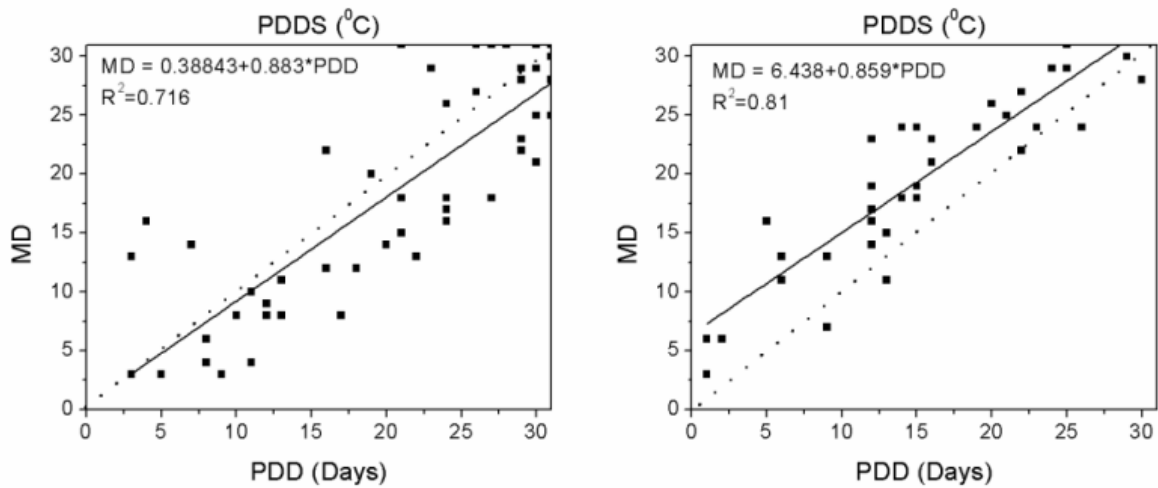 PDDS (⁰C)
MD = 0.38843+0.883*PDD
R²=0.716
30
25
20
15
10
5
0
MD
0 5 10 15 20 25 30
PDD (Days)
PDDS (⁰C)
MD = 6.438+0.859*PDD
R²=0.81
30
25
20
15
10
5
0
MD
0 5 10 15 20 25 30
PDD (Days)